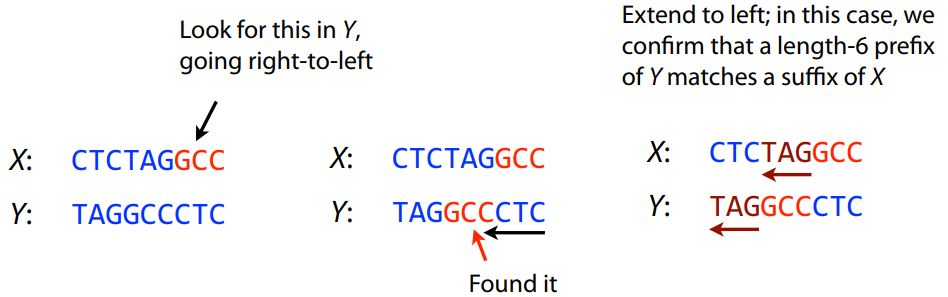 Look for this in Y,
going right-to-left
X: CTCTAGGCC
Y: TAGGCCCTC
X: CTCTAGGCC
Y: TAGGCCCTC
Found it
Extend to left; in this case, we
confirm that a length-6 prefix
of Y matches a suffix of X
X: CTCTAGGCC
Y: TAGGCCCTC